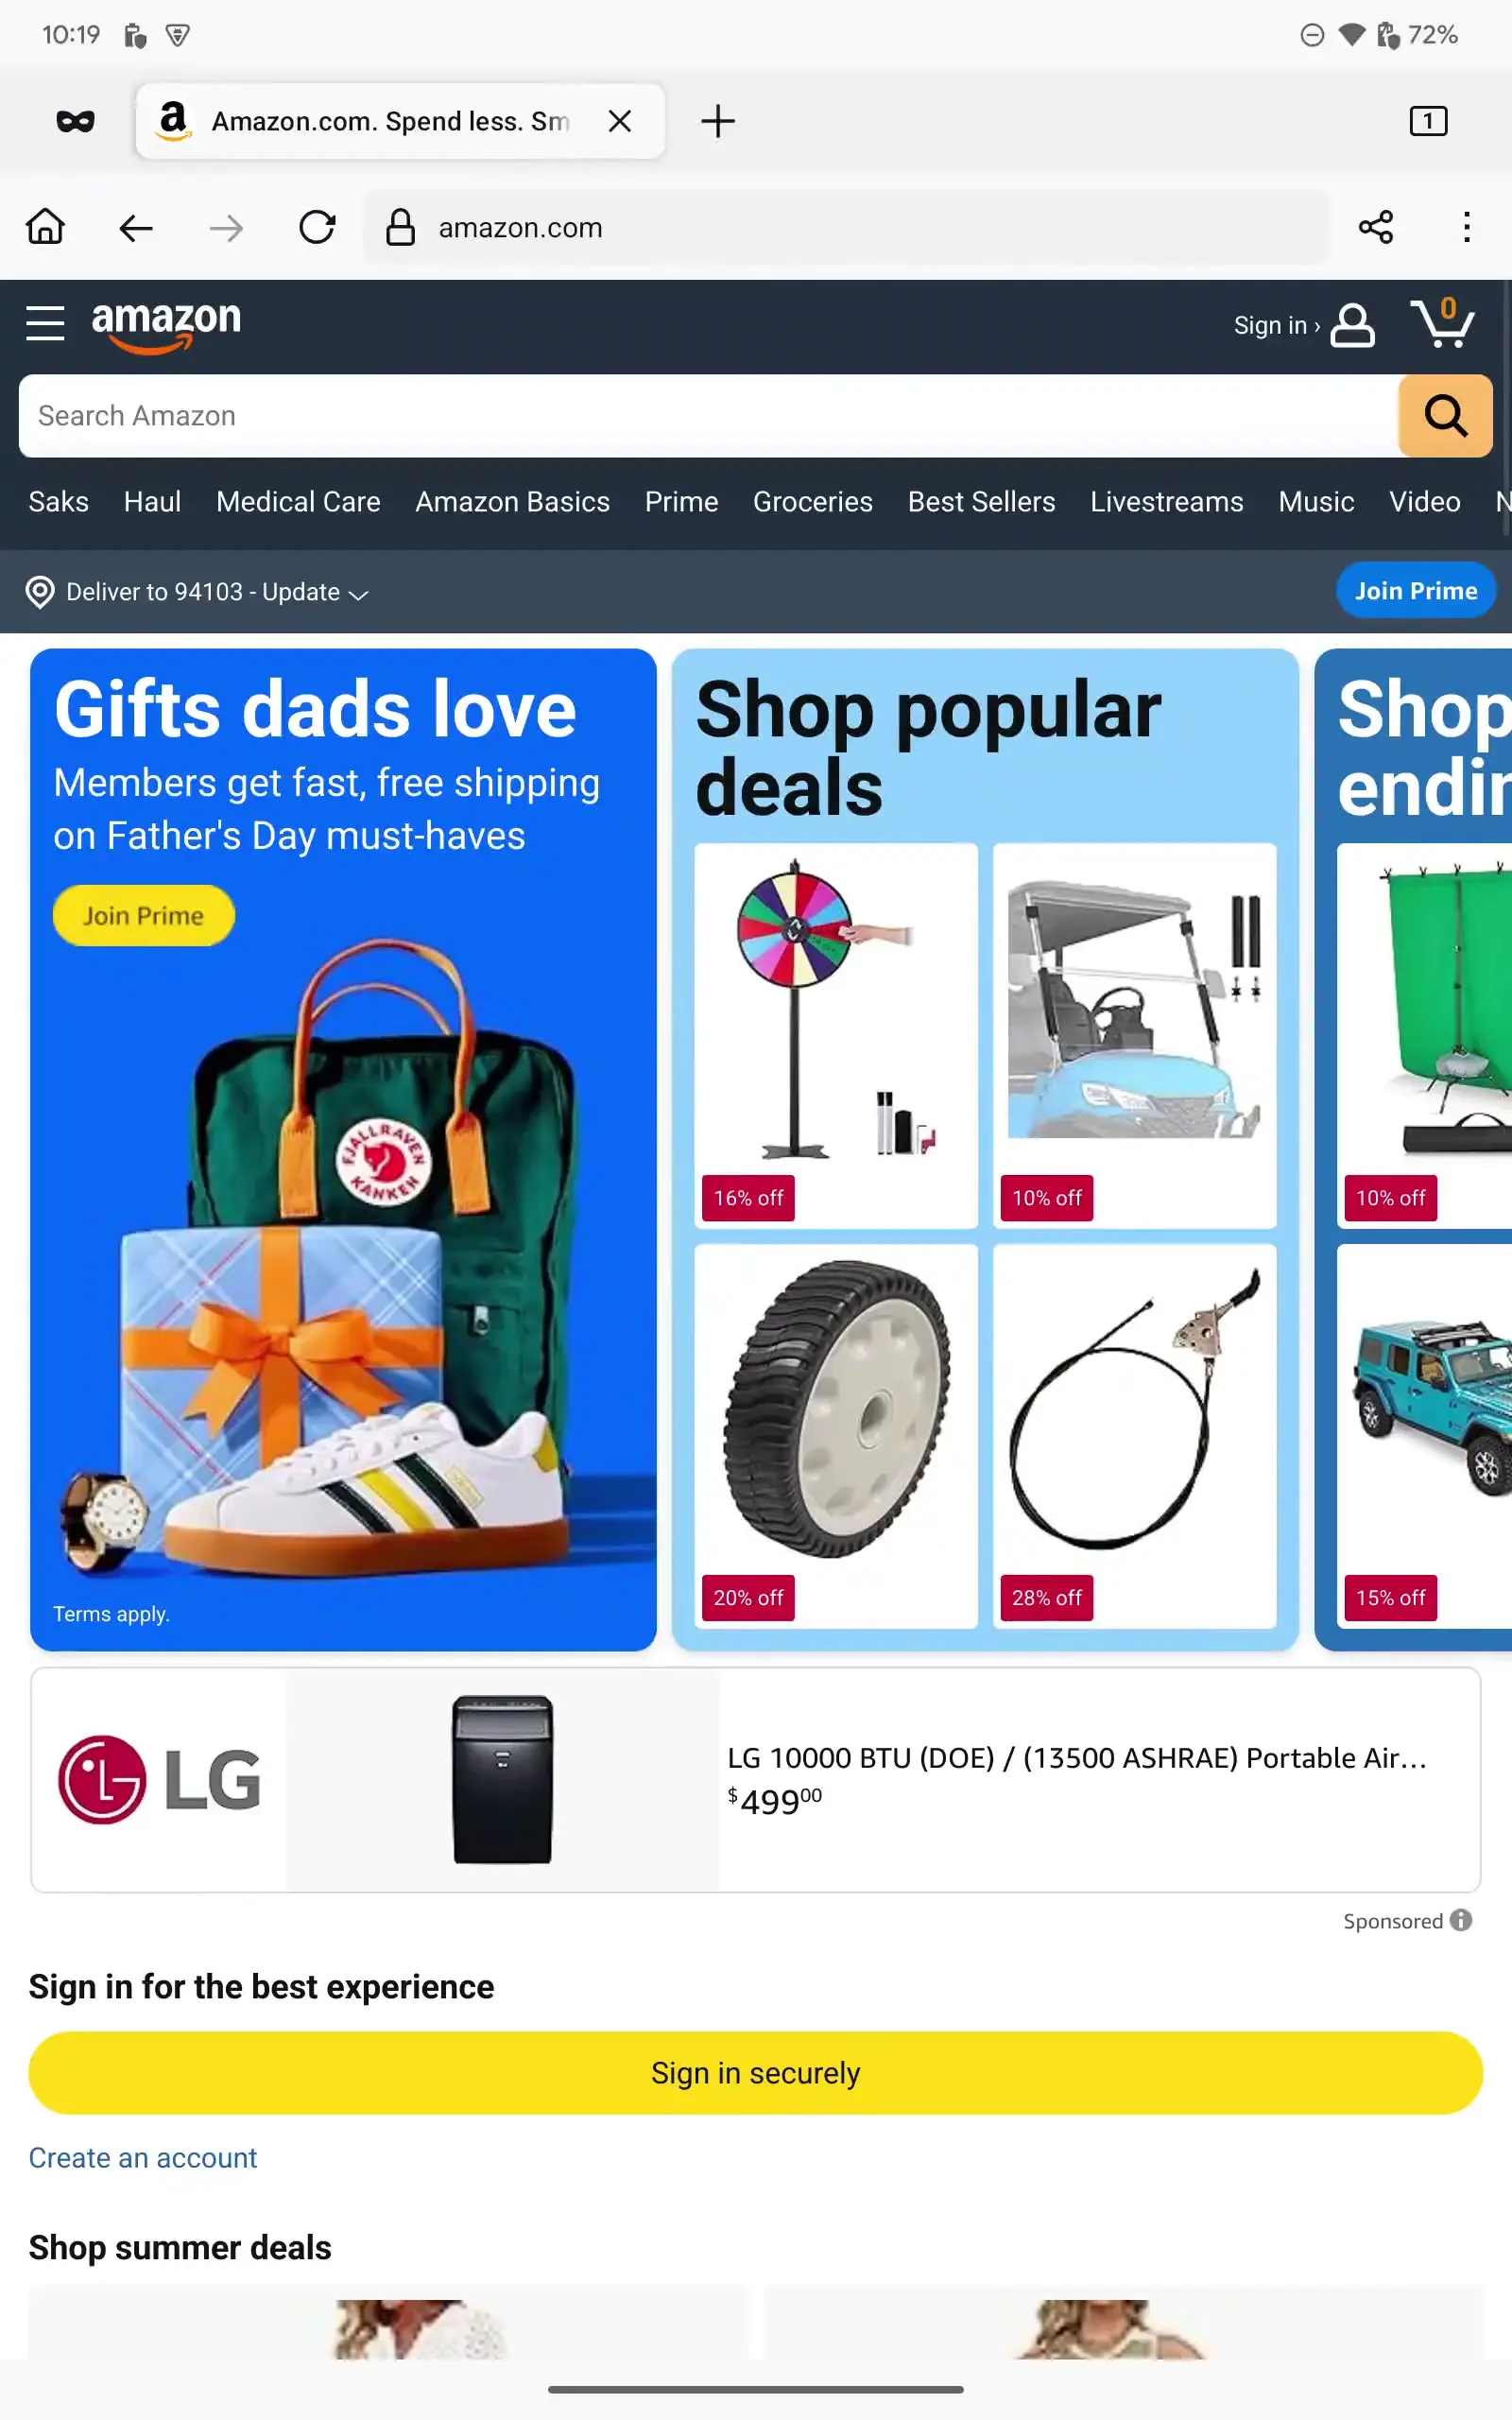 10:19
72%
Amazon.com. Spend less. Sm
1
amazon.com
amazon
Sign in ›
0
Search Amazon
Saks Haul Medical Care Amazon Basics Prime Groceries Best Sellers Livestreams Music Video N
Deliver to 94103 - Update
Join Prime
Gifts dads love
Members get fast, free shipping
on Father's Day must-haves
Join Prime
FJALLRAVEN
KANKEN
Terms apply.
Shop popular
deals
16% off
10% off
20% off
28% off
Shop
endin
10% off
15% off
LG
LG 10000 BTU (DOE) / (13500 ASHRAE) Portable Air...
$49900
Sponsored
Sign in for the best experience
Sign in securely
Create an account
Shop summer deals